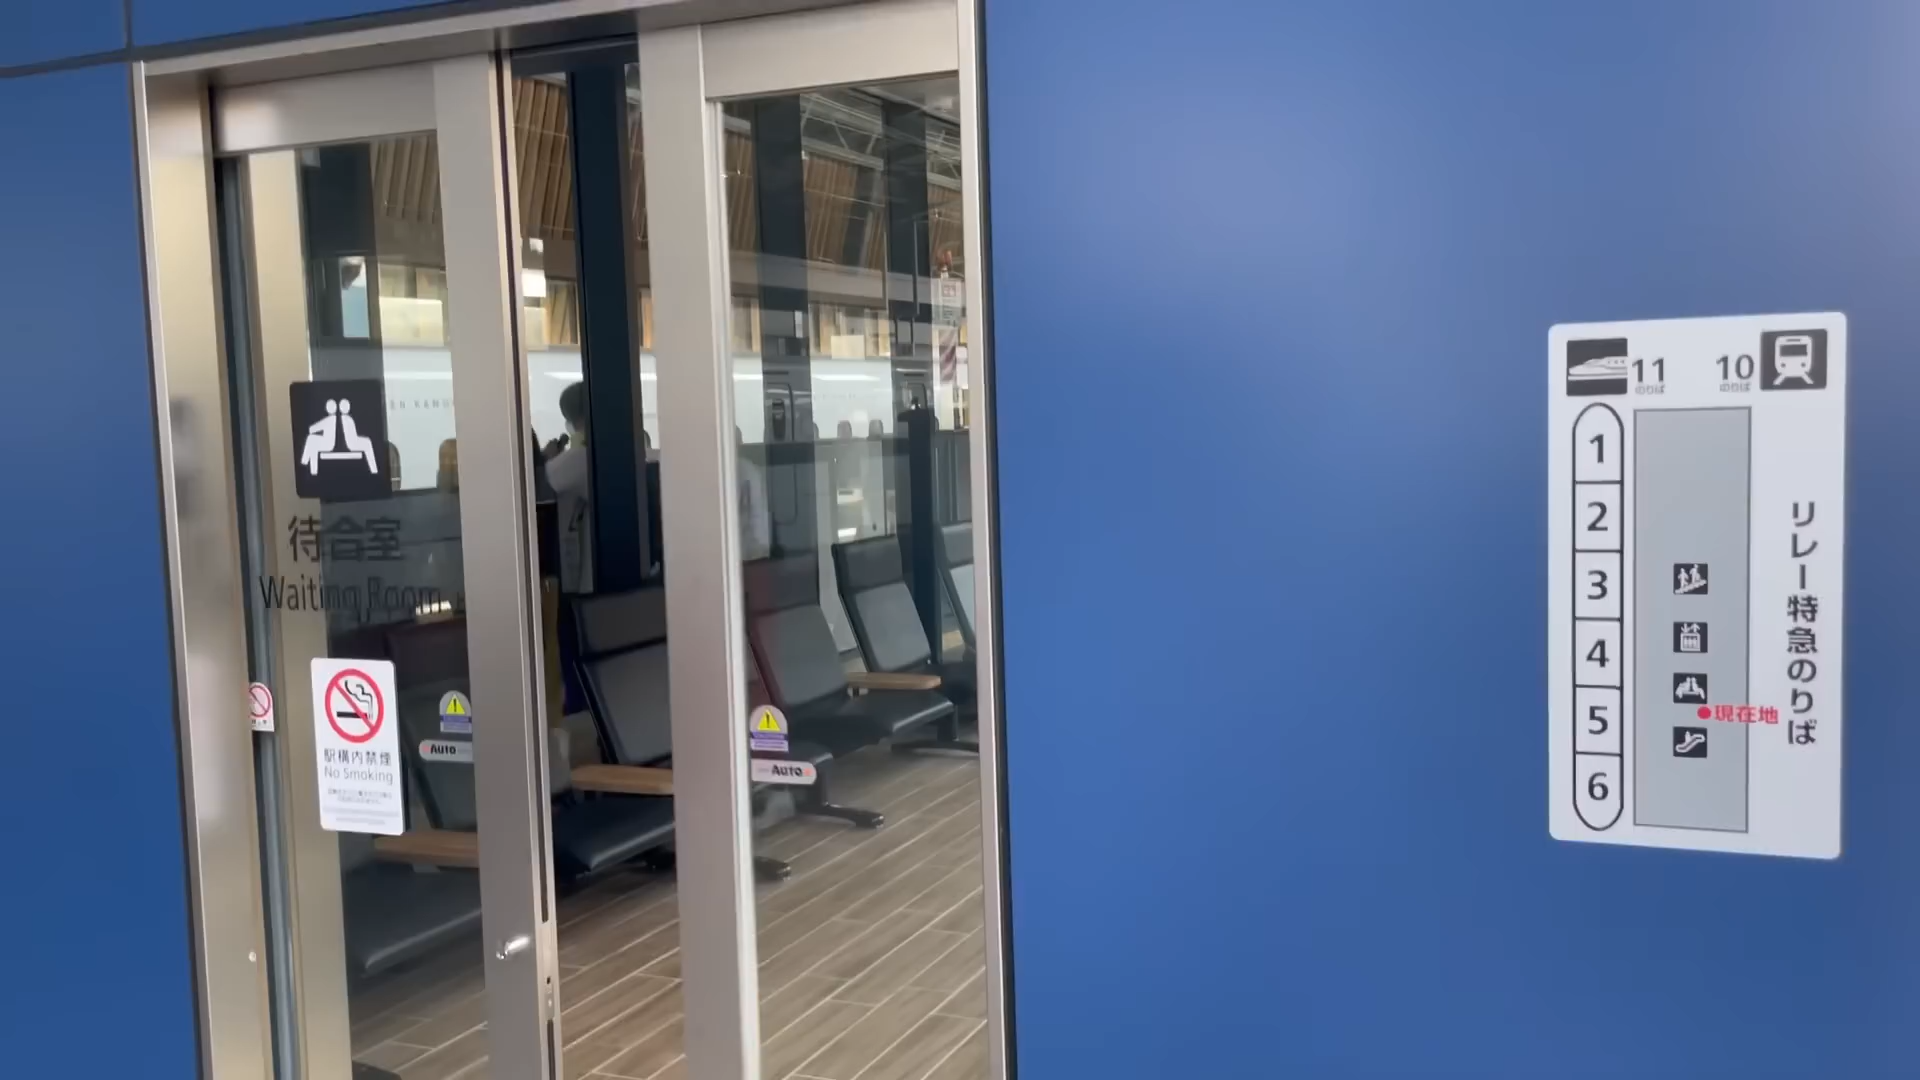 待合室
Waiting Room
駅構内禁煙
No Smoking
Auto
Auto
11
のりば
10
のりば
1
2
3
4
5
6
リレー特急のりば
現在地